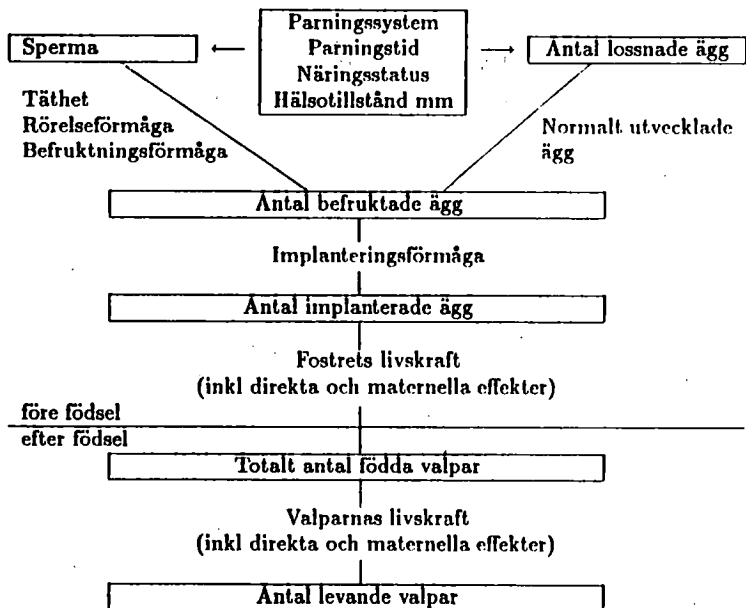 Parningssystem
Parningstid
Näringsstatus
Hälsotillstånd mm
Sperma
Antal lossnade ägg
Täthet
Rörelseförmåga
Befruktningsförmåga
Normalt utvecklade
ägg
Antal befruktade ägg
Implanteringsförmåga
Antal implanterade ägg
Fostrets livskraft
(inkl direkta och maternella effekter)
före födsel
efter födsel
Totalt antal födda valpar
Valparnas livskraft
(inkl direkta och maternella effekter)
Antal levande valpar